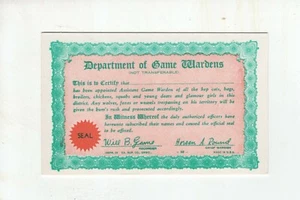 Department of Game Wardens
(NOT TRANSFERABLE)
This is to Certify that
has been appointed Assistant Game Warden of all the hep cats, bags,
broilers, chickens, squabs and young deers and glamour girls in this
district. Any wolves, foxes or weasels trespassing on his territory will be
given the bum's rush and prosecuted accordingly.
In Witness Whereof the duly authorized officers have
hereunto subscribed their names and caused the official seal
to be affixed.
SEAL
Will B. Game